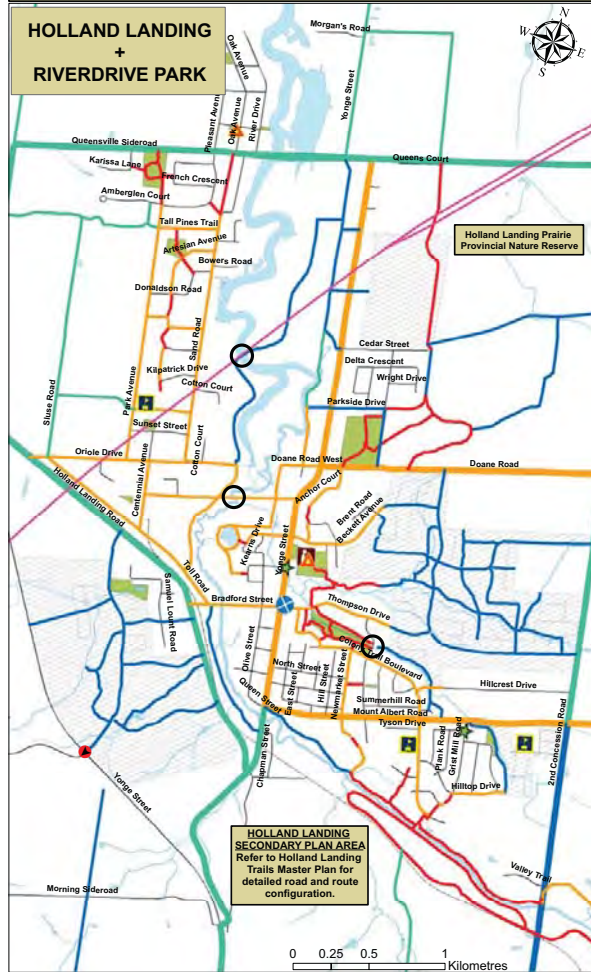 HOLLAND LANDING
+
RIVERDRIVE PARK
Morgan's Road
N
W
E
S
Oak Avenue
Pleasant Avenue
Oak Avenue
River Drive
Yonge Street
Queensville Sideroad
Queens Court
Karissa Lane
French Crescent
Amberglen Court
Tall Pines Trail
Artesian Avenue
Bowers Road
Holland Landing Prairie
Provincial Nature Reserve
Donaldson Road
Sand Road
Cedar Street
Delta Crescent
Wright Drive
Kilpatrick Drive
Cotton Court
Parkside Drive
Sluse Road
Park Avenue
Sunset Street
Cotton Court
Oriole Drive
Centennial Avenue
Doane Road West
Doane Road
Holland Landing Road
Anchor Court
Brent Road
Beckett Avenue
Kearns Drive
Yonge Street
Toll Road
Samuel Lount Road
Bradford Street
Thompson Drive
Colony Trail Boulevard
Olive Street
North Street
East Street
Hill Street
Newmarket Street
Hillcrest Drive
Summerhill Road
Queen Street
Mount Albert Road
Tyson Drive
Plank Road
Grist Mill Road
2nd Concession Road
Chapman Street
Hilltop Drive
Yonge Street
HOLLAND LANDING
SECONDARY PLAN AREA
Refer to Holland Landing
Trails Master Plan for
detailed road and route
configuration.
Valley Trail
Morning Sideroad
0 0.25 0.5 1
Kilometres